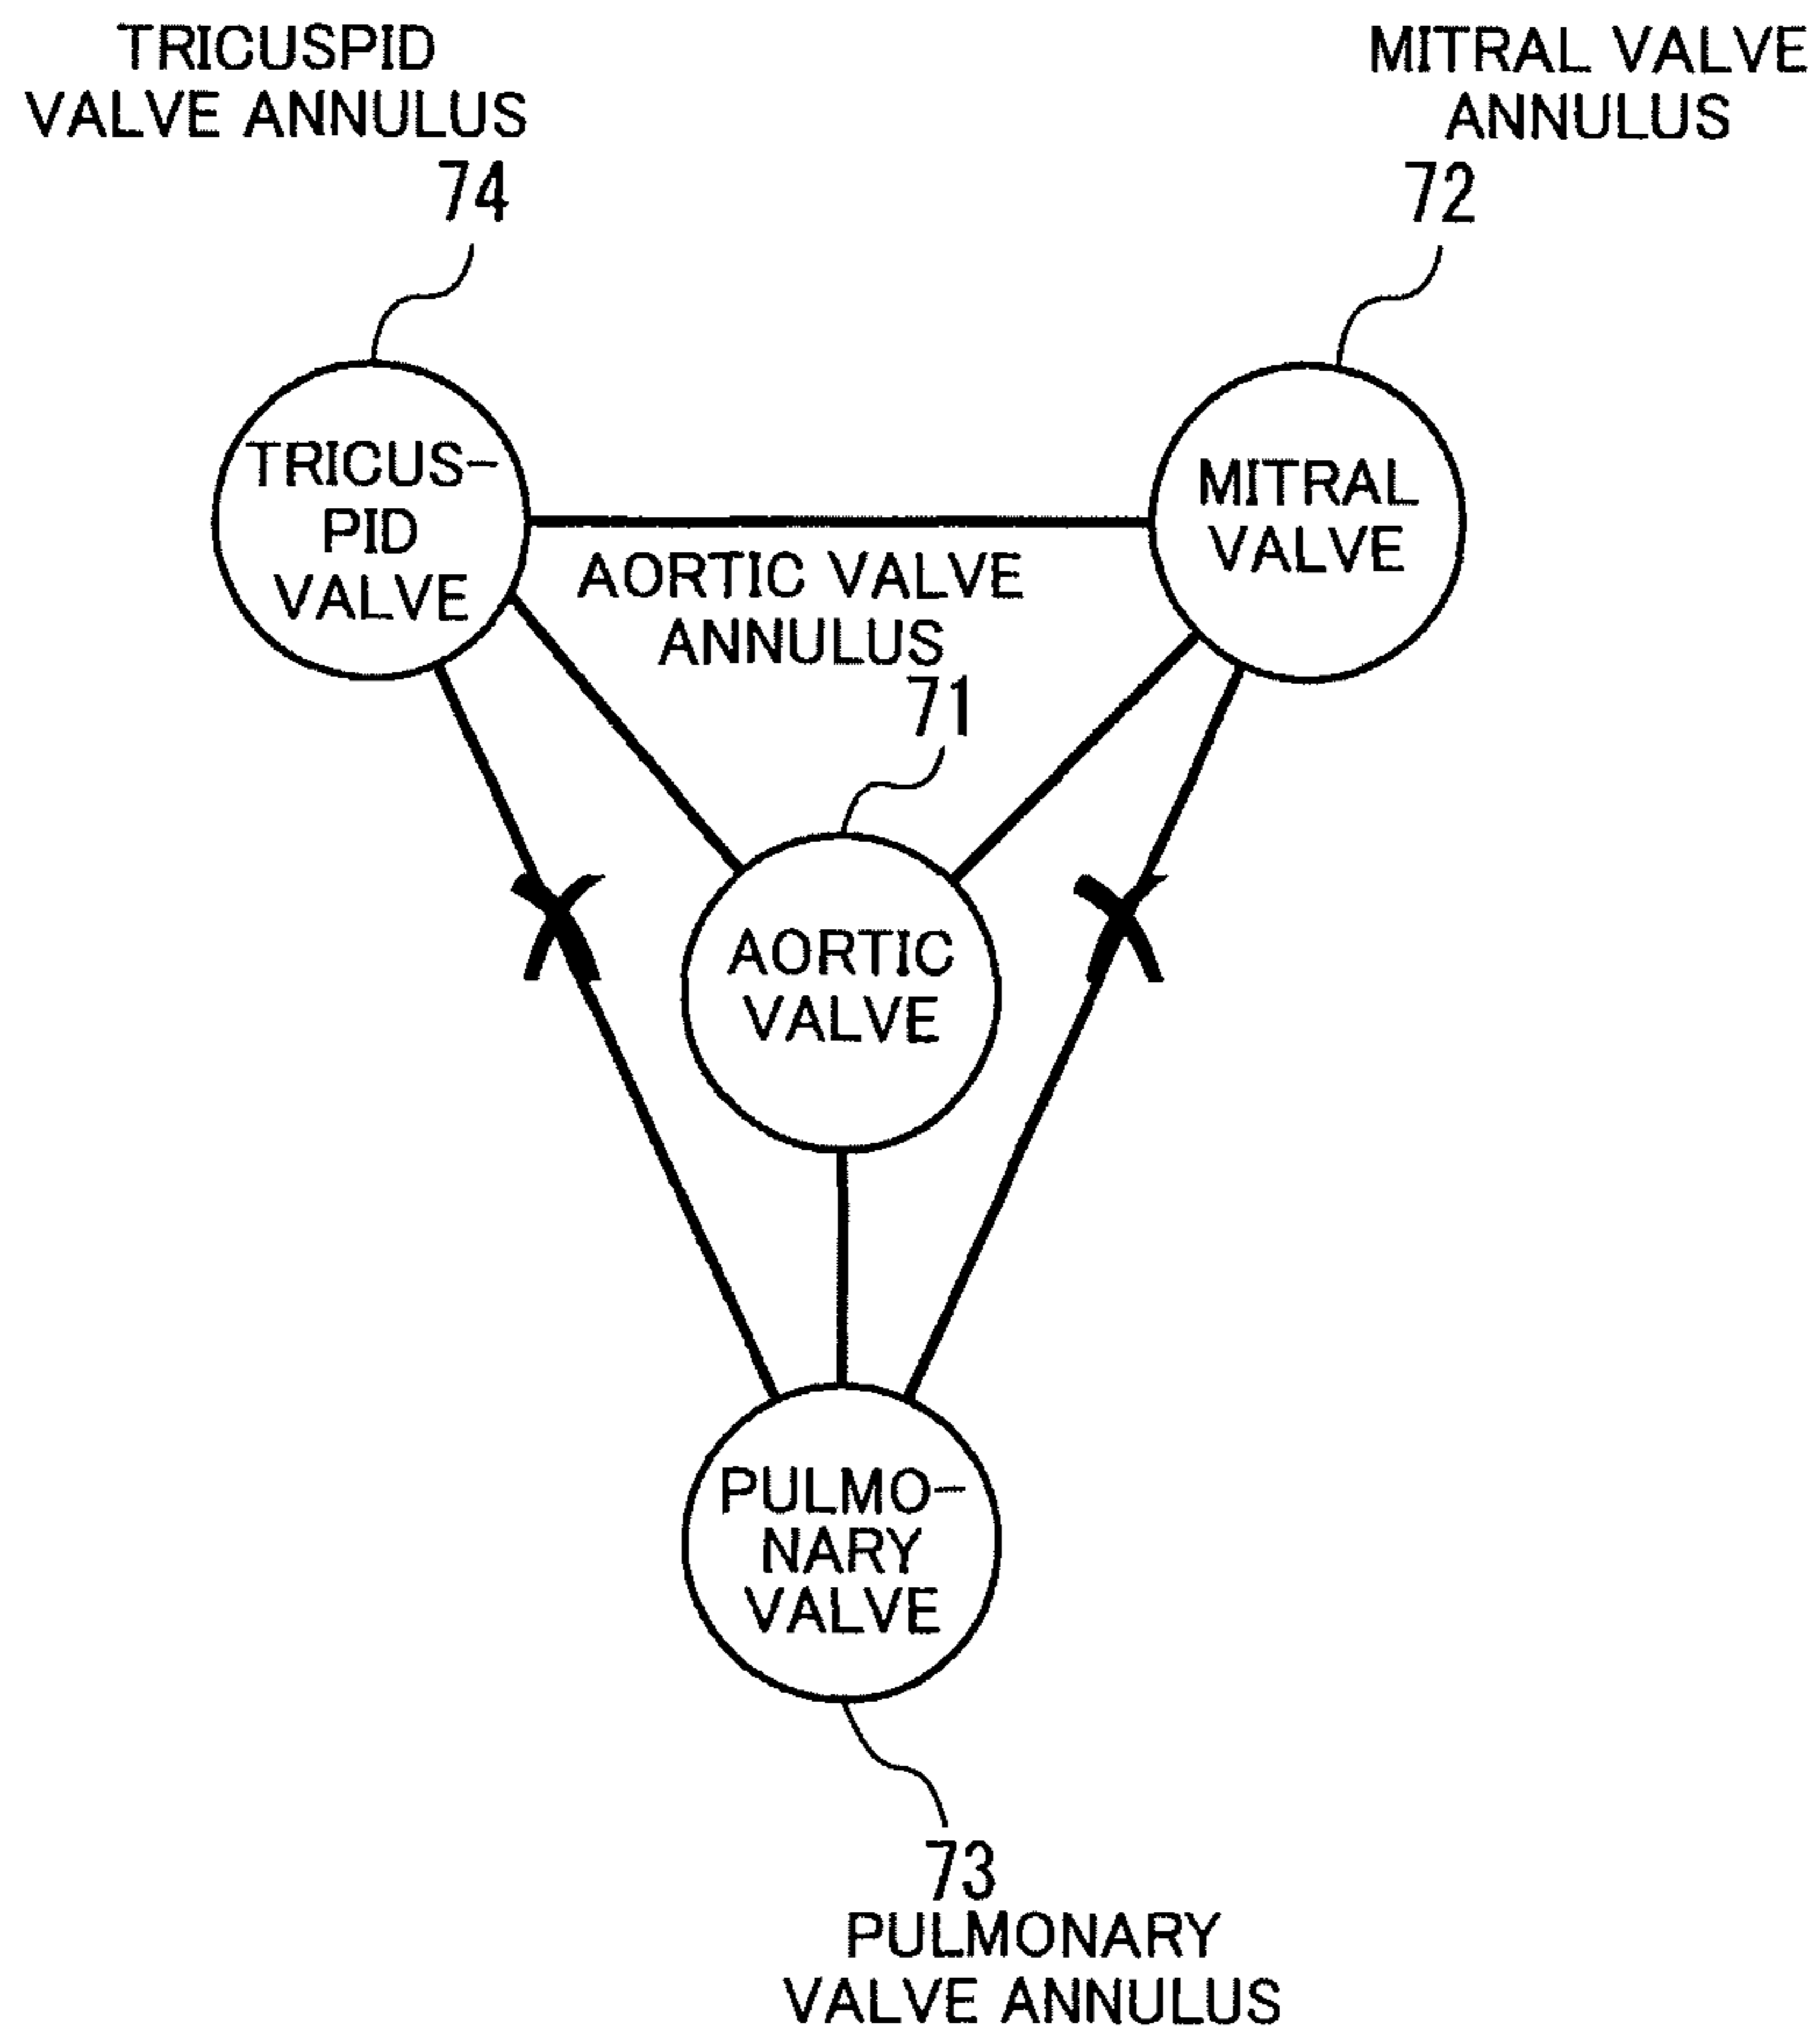 TRICUSPID
VALVE ANNULUS
74
MITRAL VALVE
ANNULUS
72
TRICUS-
PID
VALVE
MITRAL
VALVE
AORTIC VALVE
ANNULUS
71
AORTIC
VALVE
PULMO-
NARY
VALVE
73
PULMONARY
VALVE ANNULUS